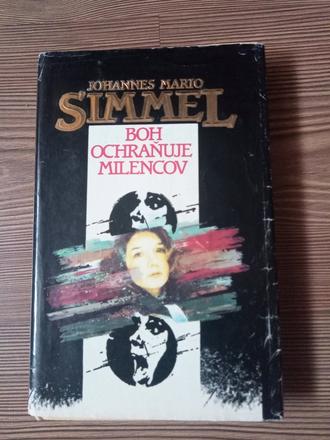 JOHANNES MARIO
SIMMEL
BOH
OCHRAŇUJE
MILENCOV